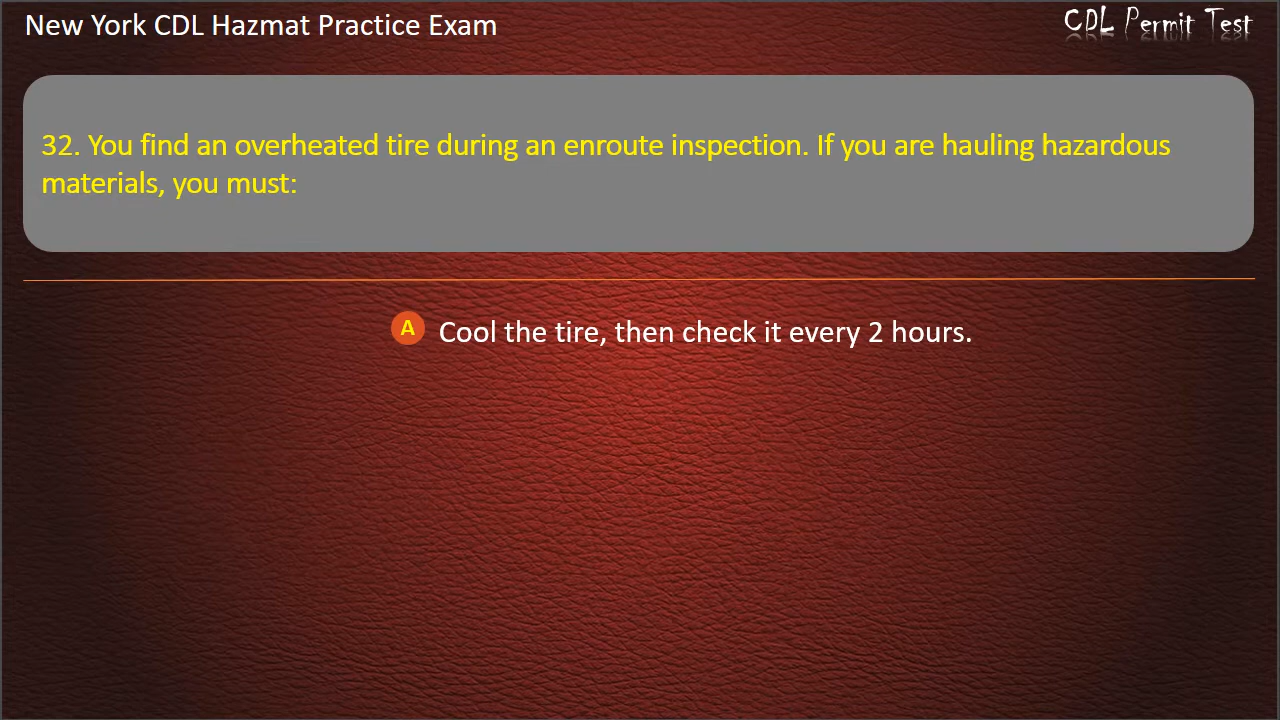 New York CDL Hazmat Practice Exam
CDL Permit Test
32. You find an overheated tire during an enroute inspection. If you are hauling hazardous
materials, you must:
A Cool the tire, then check it every 2 hours.